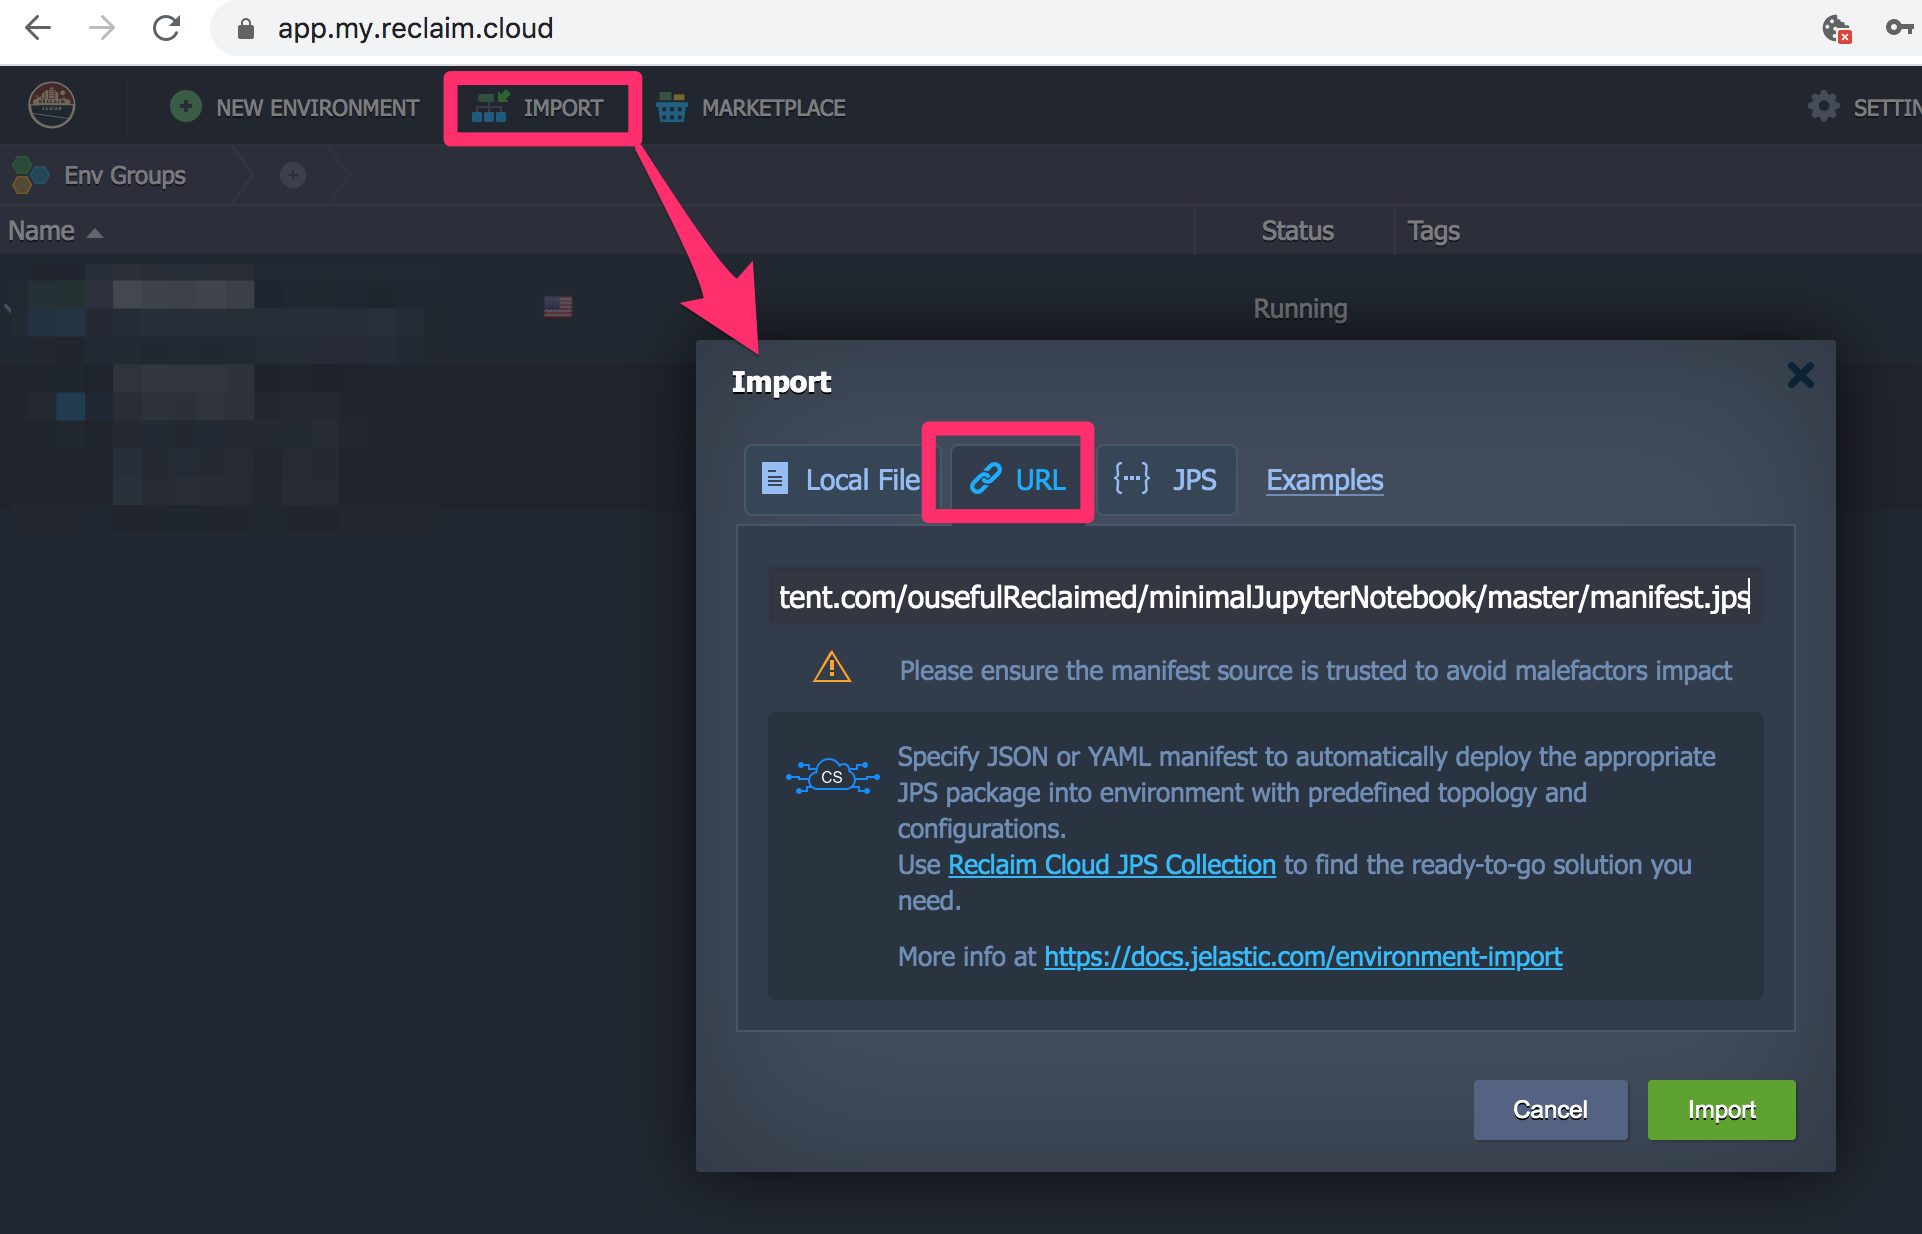 app.my.reclaim.cloud
NEW ENVIRONMENT
IMPORT
MARKETPLACE
SETTIN
Env Groups
Name
Status
Tags
Running
Import
Local File
URL
{···} JPS
Examples
tent.com/ousefulReclaimed/minimalJupyterNotebook/master/manifest.jps
Please ensure the manifest source is trusted to avoid malefactors impact
CS
Specify JSON or YAML manifest to automatically deploy the appropriate
JPS package into environment with predefined topology and
configurations.
Use Reclaim Cloud JPS Collection to find the ready-to-go solution you
need.
More info at https://docs.jelastic.com/environment-import
Cancel
Import